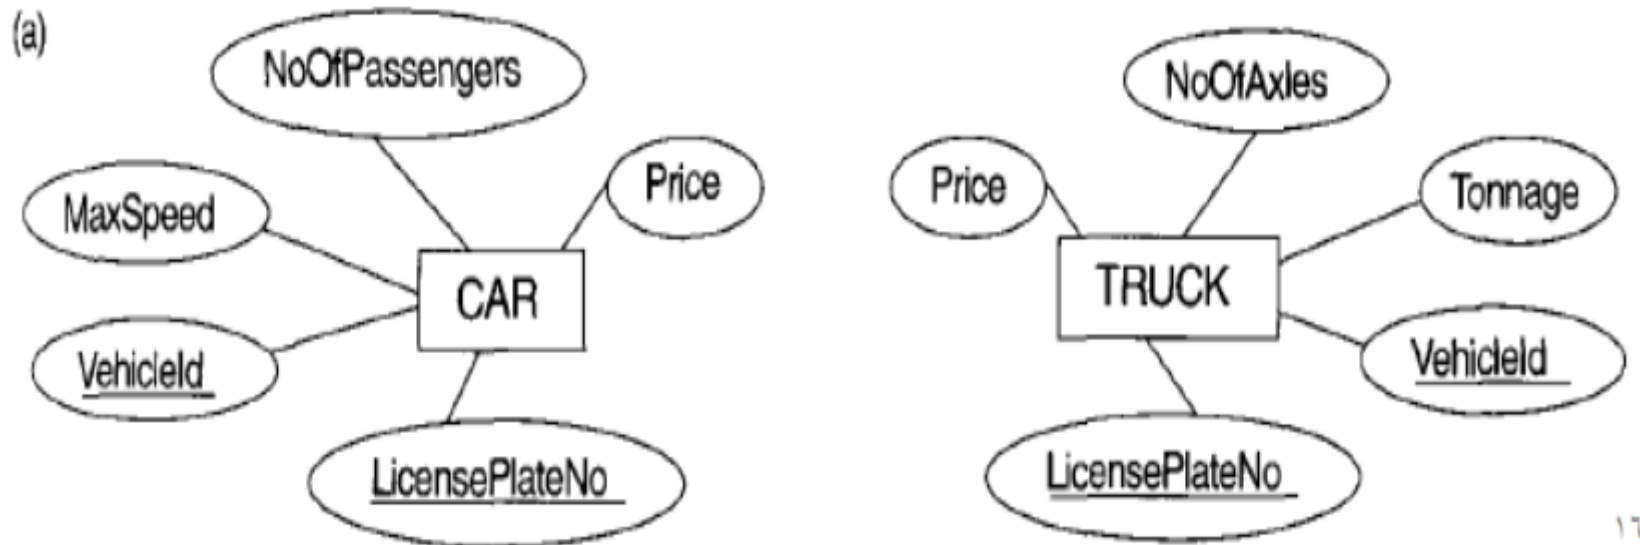 (a)
NoOfPassengers
Price
MaxSpeed
CAR
VehicleId
LicensePlateNo
NoOfAxles
Price
Tonnage
TRUCK
VehicleId
LicensePlateNo